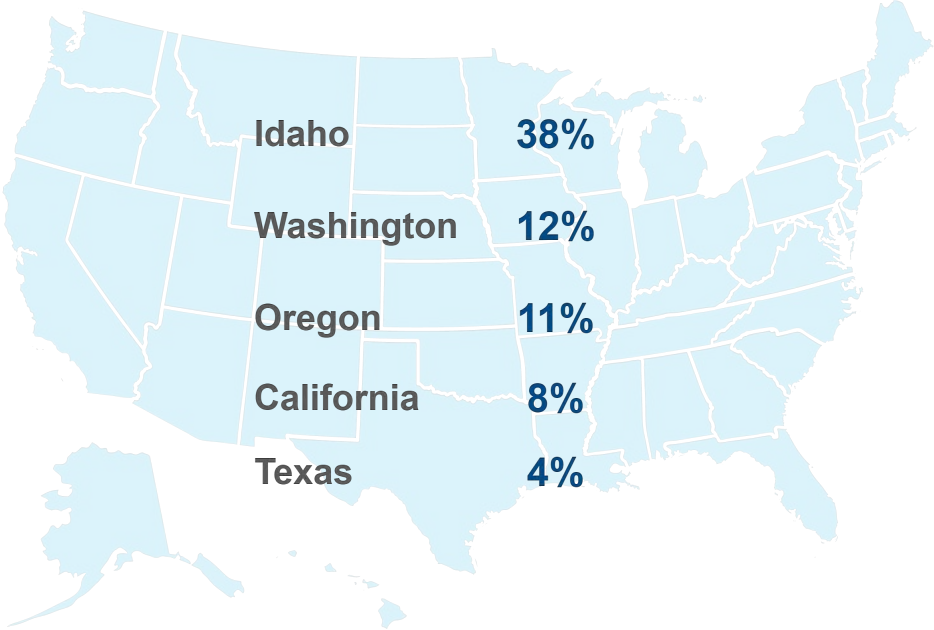 Idaho 38%
Washington 12%
Oregon 11%
California 8%
Texas 4%